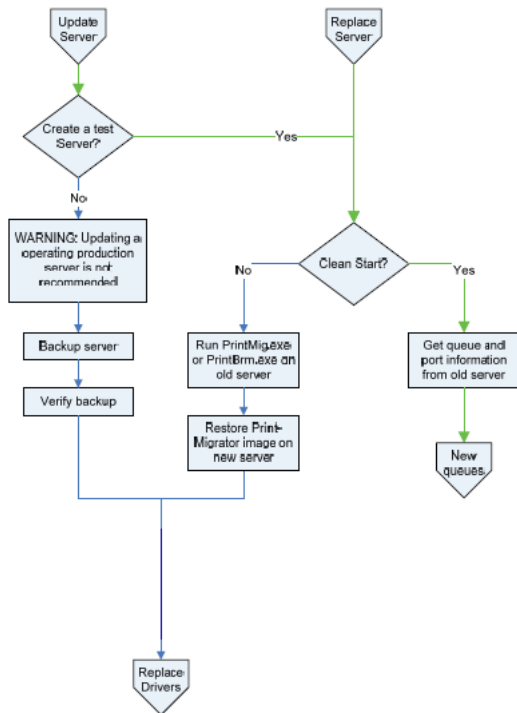 Update
Server
Replace
Server
Create a test
Server?
Yes
No
WARNING: Updating a
operating production
server is not
recommended
Clean Start?
No
Yes
Backup server
Run PrintMig.exe
or PrintBrm.exe on
old server
Get queue and
port information
from old server
Verify backup
Restore Print-
Migrator image on
new server
New
queues
Replace
Drivers